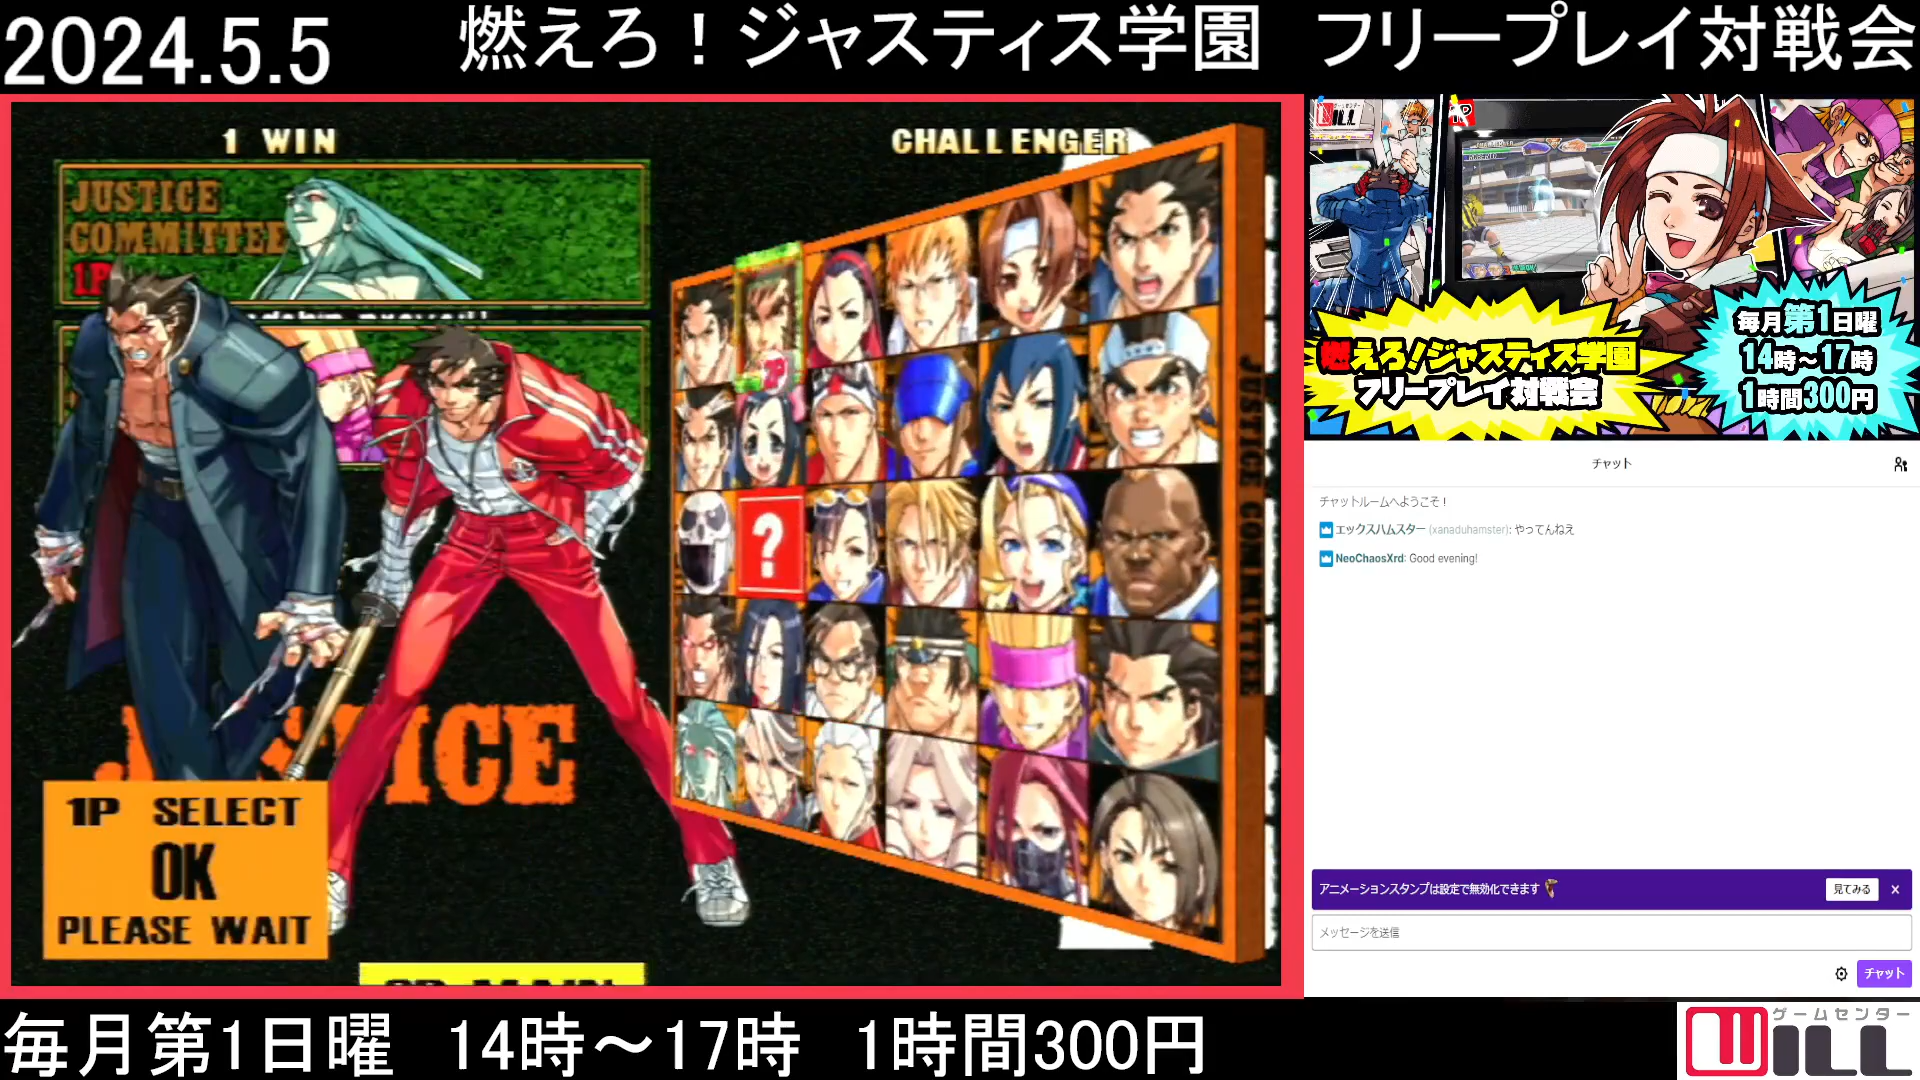 2024.5.5 燃えろ！ジャスティス学園 フリープレイ対戦会
1 WIN
CHALLENGER
JUSTICE
COMMITTEE
1P
2P
?
JUSTICE
1P SELECT
OK
PLEASE WAIT
燃えろ!ジャスティス学園
フリープレイ対戦会
毎月第1日曜
14時～17時
1時間300円
チャット
チャットルームへようこそ！
エックスハムスター (xanaduhamster): やってんねえ
NeoChaosXrd: Good evening!
アニメーションスタンプは設定で無効化できます
見てみる
メッセージを送信
チャット
毎月第1日曜 14時～17時 1時間300円
ゲームセンター
WILL